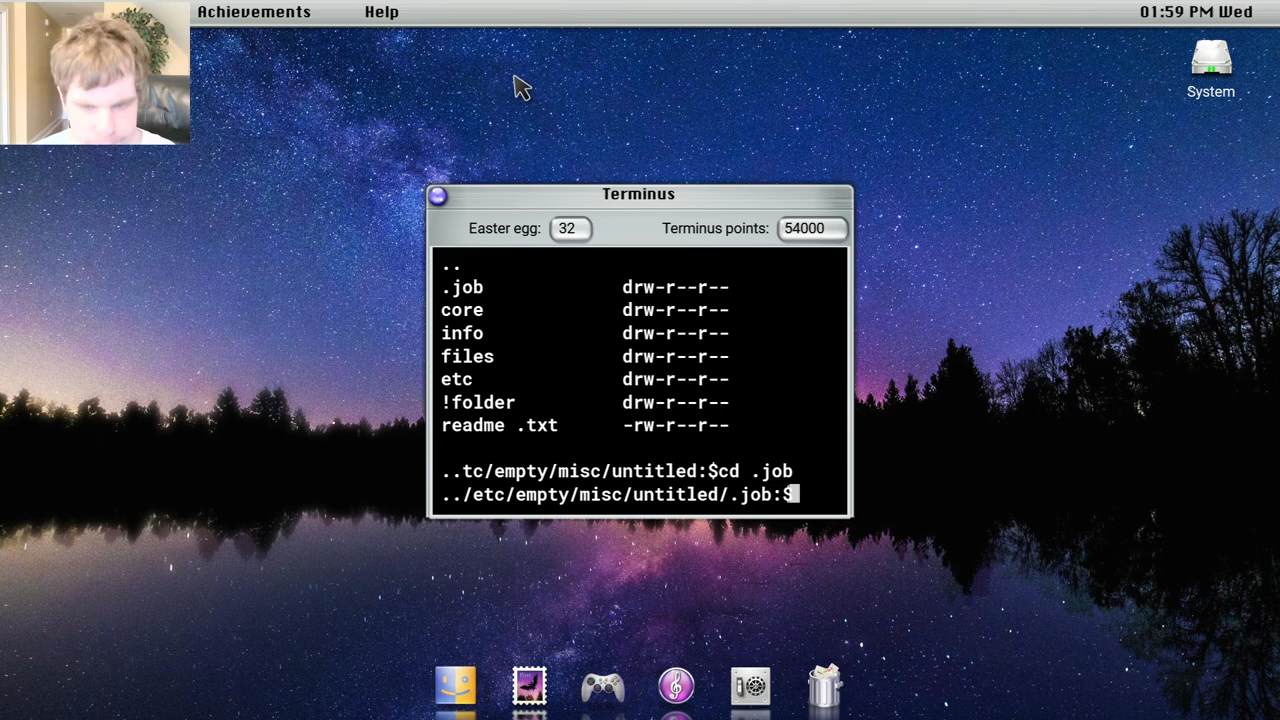 Achievements Help 01:59 PM Wed
System
Terminus
Easter egg: 32 Terminus points: 54000
..
.job drw-r--r--
core drw-r--r--
info drw-r--r--
files drw-r--r--
etc drw-r--r--
!folder drw-r--r--
readme .txt -rw-r--r--
..tc/empty/misc/untitled:$cd .job
../etc/empty/misc/untitled/.job:$